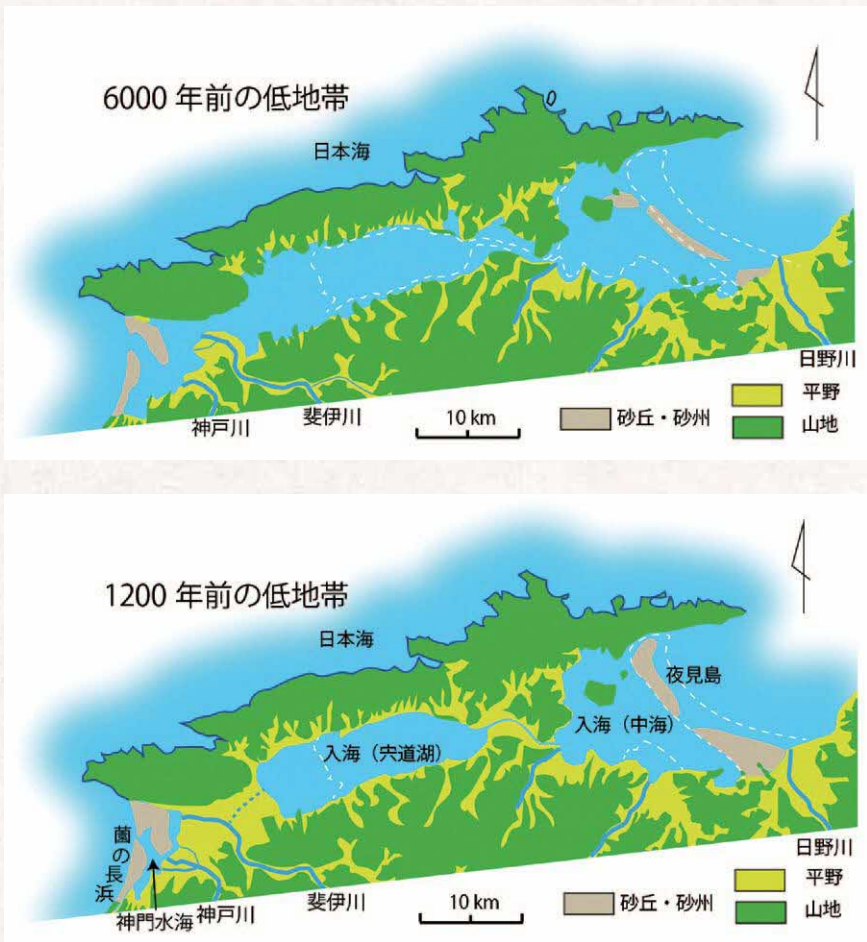 6000 年前の低地帯
日本海
日野川
神戸川
斐伊川
10 km
砂丘・砂州
平野
山地
1200 年前の低地帯
日本海
夜見島
入海（中海）
入海（宍道湖）
薗の長浜
日野川
神門水海
神戸川
斐伊川
10 km
砂丘・砂州
平野
山地